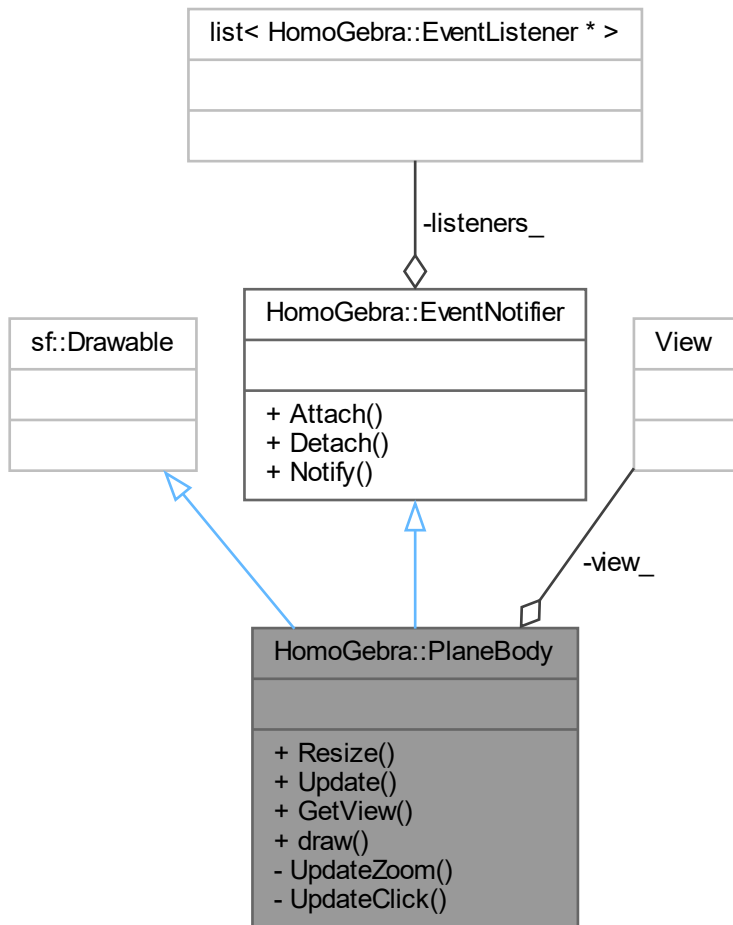 list< HomoGebra::EventListener * >
-listeners_
HomoGebra::EventNotifier
+ Attach()
+ Detach()
+ Notify()
sf::Drawable
View
-view_
HomoGebra::PlaneBody
+ Resize()
+ Update()
+ GetView()
+ draw()
- UpdateZoom()
- UpdateClick()